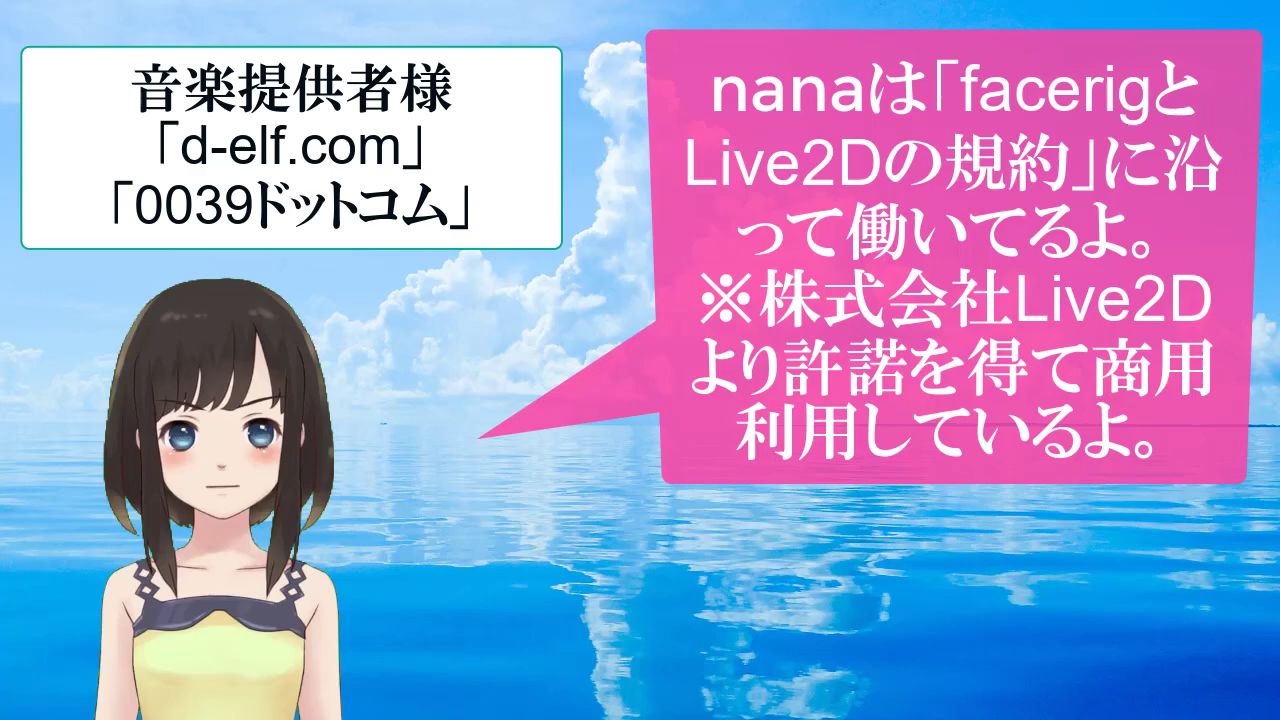 音楽提供者様
「d-elf.com」
「0039ドットコム」
nanaは「facerigと
Live2Dの規約」に沿
って働いてるよ。
※株式会社Live2D
より許諾を得て商用
利用しているよ。